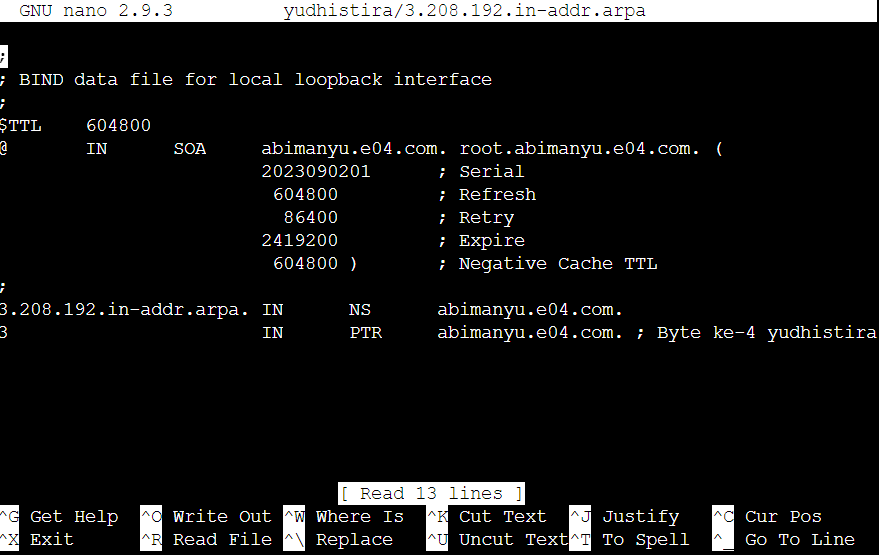 GNU nano 2.9.3 yudhistira/3.208.192.in-addr.arpa
;
; BIND data file for local loopback interface
;
$TTL 604800
@ IN SOA abimanyu.e04.com. root.abimanyu.e04.com. (
2023090201 ; Serial
604800 ; Refresh
86400 ; Retry
2419200 ; Expire
604800 ) ; Negative Cache TTL
;
3.208.192.in-addr.arpa. IN NS abimanyu.e04.com.
3 IN PTR abimanyu.e04.com. ; Byte ke-4 yudhistira
[ Read 13 lines ]
^G Get Help ^O Write Out ^W Where Is ^K Cut Text ^J Justify ^C Cur Pos
^X Exit ^R Read File ^\ Replace ^U Uncut Text ^T To Spell ^_ Go To Line